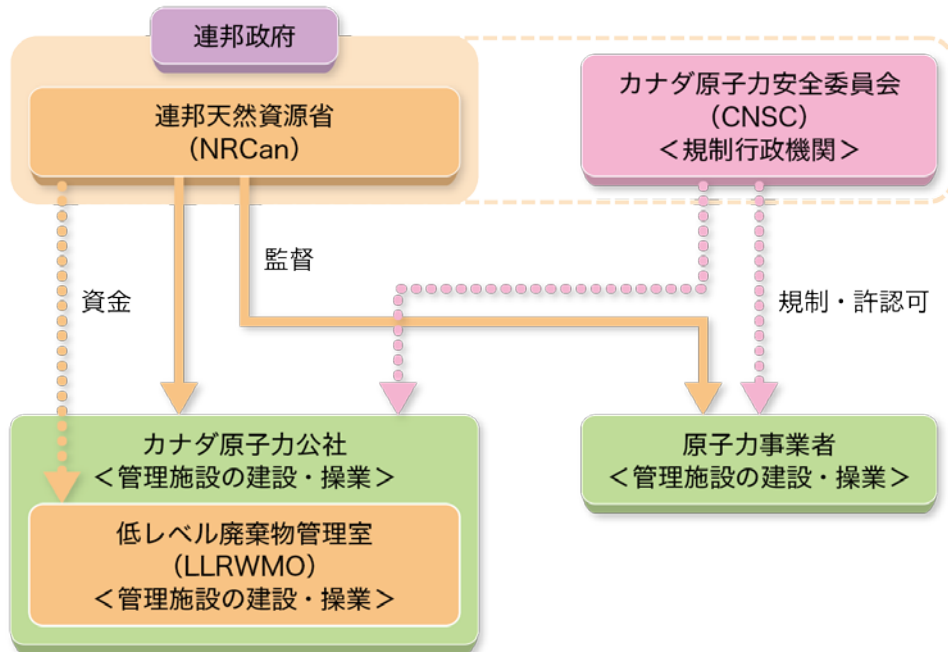 連邦政府
連邦天然資源省
（NRCan）
カナダ原子力安全委員会
（CNSC）
＜規制行政機関＞
監督
資金
規制・許認可
カナダ原子力公社
＜管理施設の建設・操業＞
低レベル廃棄物管理室
（LLRWMO）
＜管理施設の建設・操業＞
原子力事業者
＜管理施設の建設・操業＞